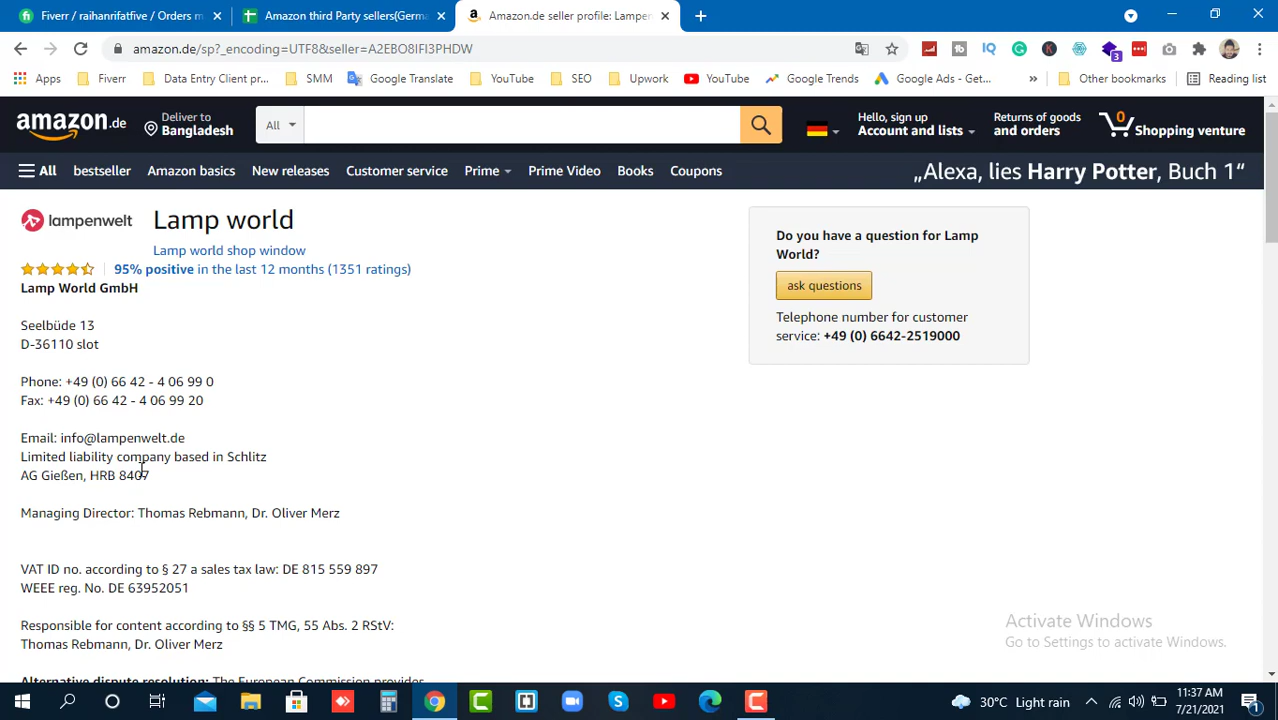 Fiverr / raihanrifatfive / Orders m
Amazon third Party sellers(Germa
Amazon.de seller profile: Lamper
amazon.de/sp?_encoding=UTF8&seller=A2EBO8IFI3PHDW
Apps
Fiverr
Data Entry Client pr...
SMM
Google Translate
YouTube
SEO
Upwork
YouTube
Google Trends
Google Ads - Get...
»
Other bookmarks
Reading list
3
amazon.de
Deliver to
Bangladesh
All
Hello, sign up
Account and lists
Returns of goods
and orders
0
Shopping venture
All
bestseller
Amazon basics
New releases
Customer service
Prime
Prime Video
Books
Coupons
„Alexa, lies Harry Potter, Buch 1“
lampenwelt
Lamp world
Lamp world shop window
95% positive in the last 12 months (1351 ratings)
Lamp World GmbH
Seelbüde 13
D-36110 slot
Phone: +49 (0) 66 42 - 4 06 99 0
Fax: +49 (0) 66 42 - 4 06 99 20
Email: info@lampenwelt.de
Limited liability company based in Schlitz
AG Gießen, HRB 8407
Managing Director: Thomas Rebmann, Dr. Oliver Merz
VAT ID no. according to § 27 a sales tax law: DE 815 559 897
WEEE reg. No. DE 63952051
Responsible for content according to §§ 5 TMG, 55 Abs. 2 RStV:
Thomas Rebmann, Dr. Oliver Merz
Alternative dispute resolution: The European Commission provides
Do you have a question for Lamp
World?
ask questions
Telephone number for customer
service: +49 (0) 6642-2519000
Activate Windows
Go to Settings to activate Windows.
30°C Light rain
11:37 AM
7/21/2021
1